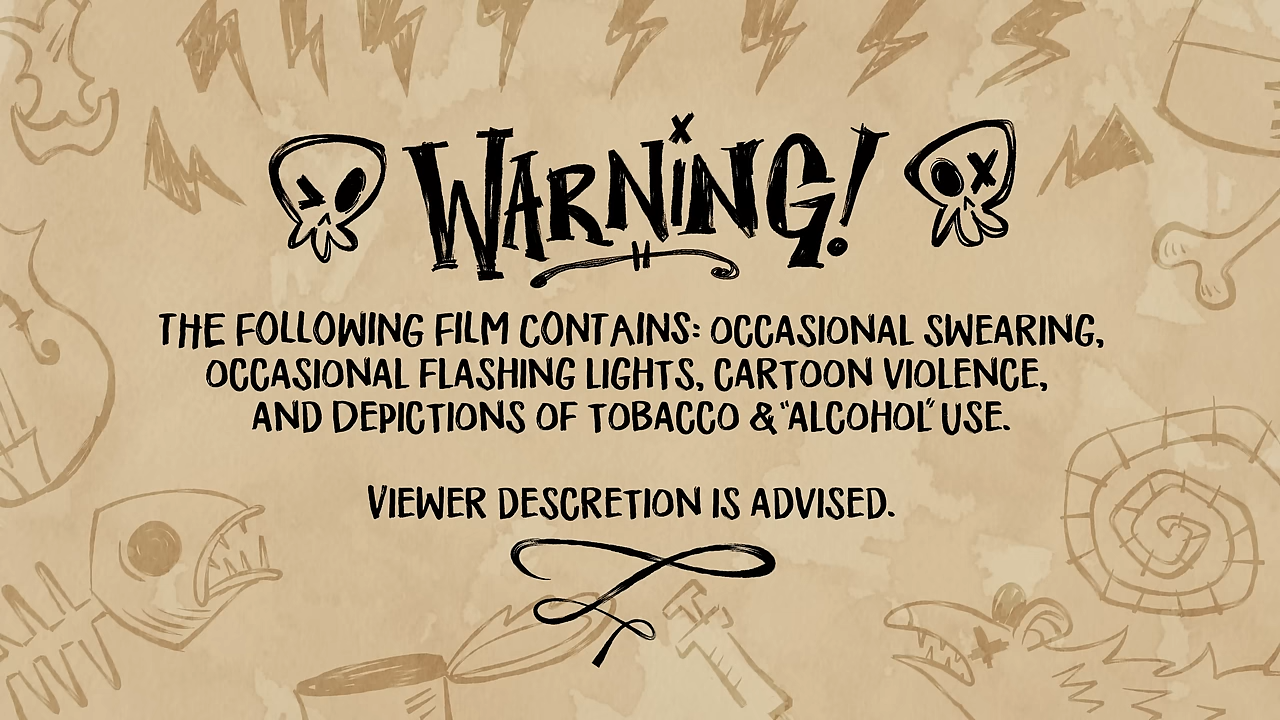 WARNiNG!
THE FOLLOWING FILM CONTAINS: OCCASIONAL SWEARING,
OCCASIONAL FLASHING LIGHTS, CARTOON VIOLENCE,
AND DEPICTIONS OF TOBACCO & "ALCOHOL" USE.
VIEWER DESCRETION IS ADVISED.